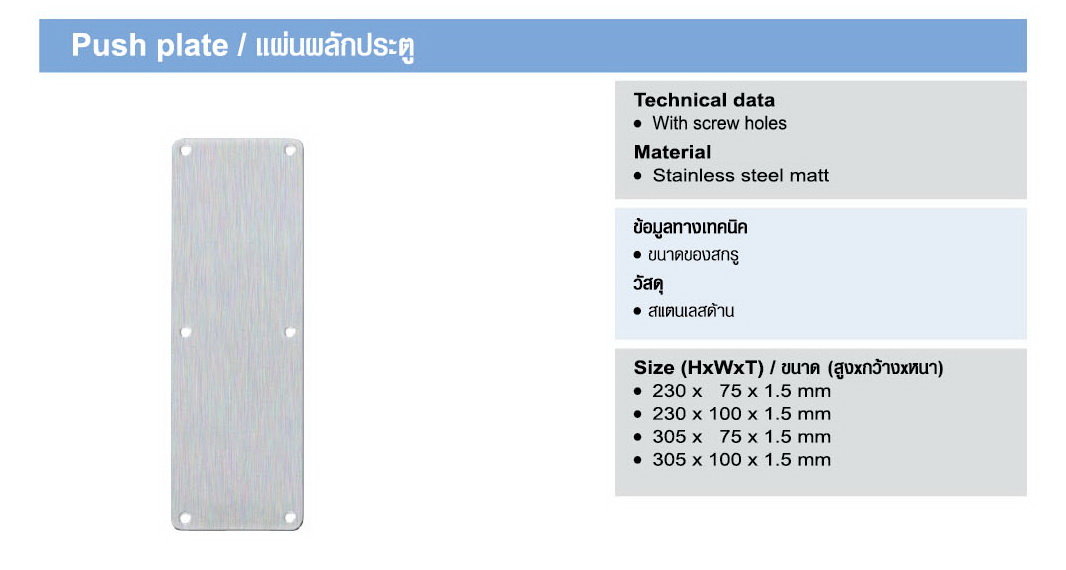 Push plate / แผ่นผลักประตู
Technical data
• With screw holes
Material
• Stainless steel matt
ข้อมูลทางเทคนิค
• ขนาดของสกรู
วัสดุ
• สแตนเลสด้าน
Size (HxWxT) / ขนาด (สูงxกว้างxหนา)
• 230 x 75 x 1.5 mm
• 230 x 100 x 1.5 mm
• 305 x 75 x 1.5 mm
• 305 x 100 x 1.5 mm